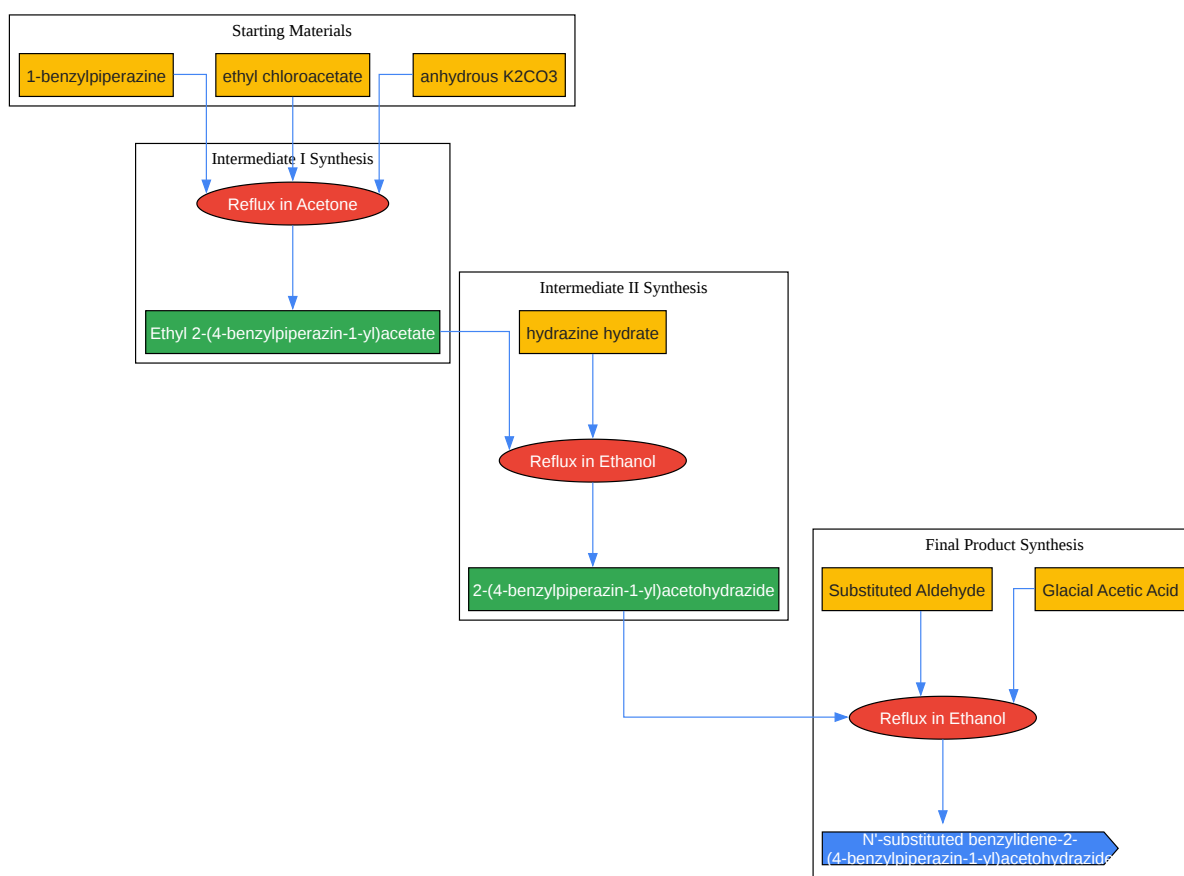 Starting Materials
1-benzylpiperazine
ethyl chloroacetate
anhydrous K2CO3
Intermediate I Synthesis
Reflux in Acetone
Ethyl 2-(4-benzylpiperazin-1-yl)acetate
Intermediate II Synthesis
hydrazine hydrate
Reflux in Ethanol
2-(4-benzylpiperazin-1-yl)acetohydrazide
Final Product Synthesis
Substituted Aldehyde
Glacial Acetic Acid
Reflux in Ethanol
N'-substituted benzylidene-2-
(4-benzylpiperazin-1-yl)acetohydrazide